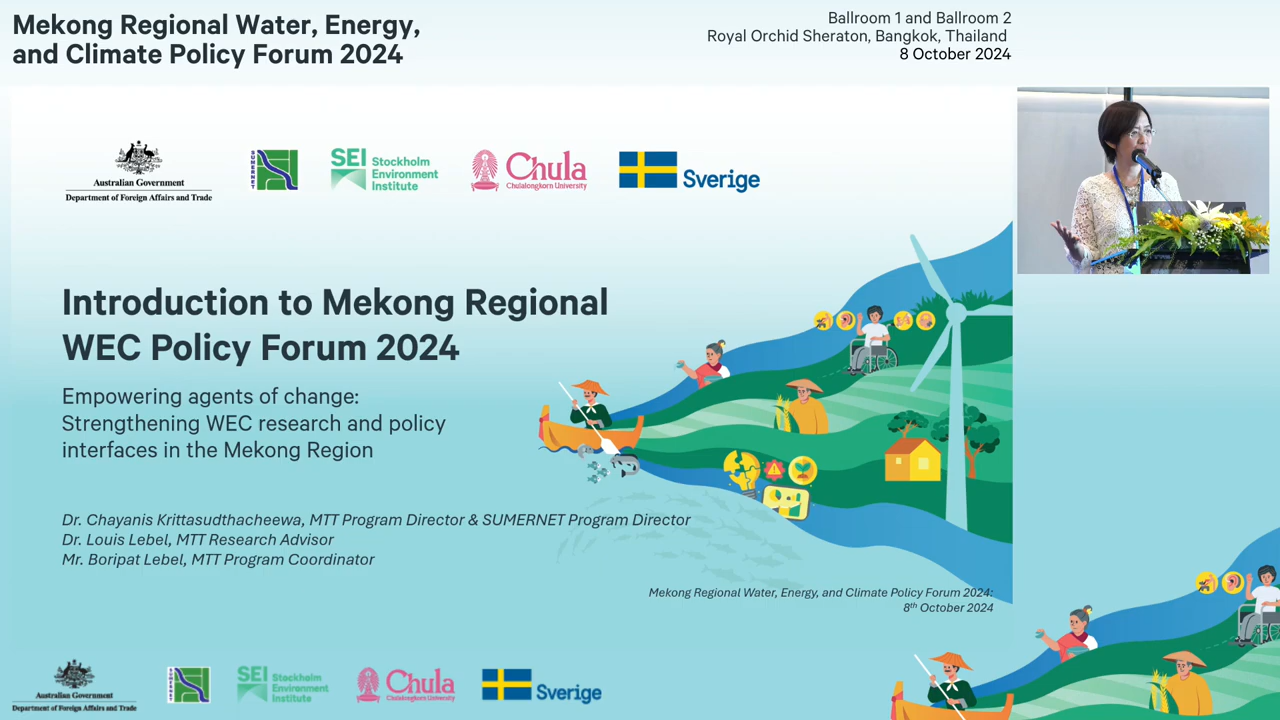 Mekong Regional Water, Energy,
and Climate Policy Forum 2024
Ballroom 1 and Ballroom 2
Royal Orchid Sheraton, Bangkok, Thailand
8 October 2024
Australian Government
Department of Foreign Affairs and Trade
SUMERNET
SEI Stockholm
Environment
Institute
Chula
Chulalongkorn University
Sverige
Introduction to Mekong Regional
WEC Policy Forum 2024
Empowering agents of change:
Strengthening WEC research and policy
interfaces in the Mekong Region
Dr. Chayanis Krittasudthacheewa, MTT Program Director & SUMERNET Program Director
Dr. Louis Lebel, MTT Research Advisor
Mr. Boripat Lebel, MTT Program Coordinator
Mekong Regional Water, Energy, and Climate Policy Forum 2024:
8th October 2024
Australian Government
Department of Foreign Affairs and Trade
SUMERNET
SEI Stockholm
Environment
Institute
Chula
Chulalongkorn University
Sverige